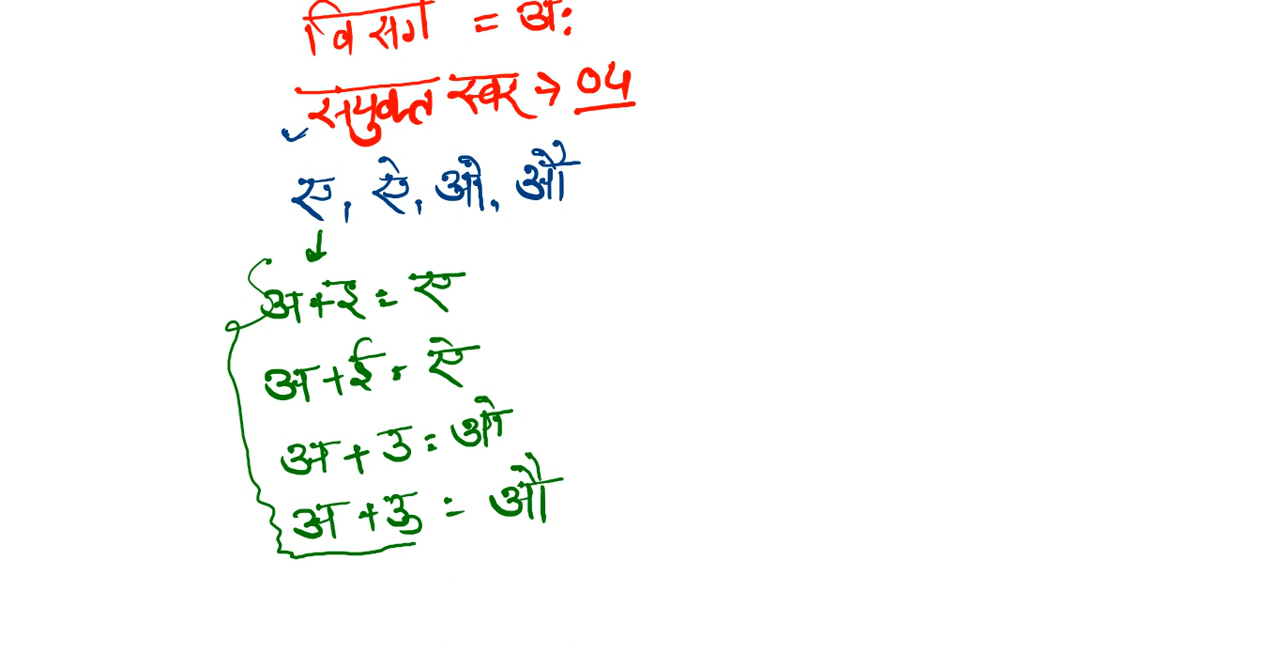 विसर्ग = अः
संयुक्त स्वर → 04
ए, ऐ, ओ, औ
अ + इ = ए
अ + ई = ऐ
अ + उ = ओ
अ + ऊ = औ